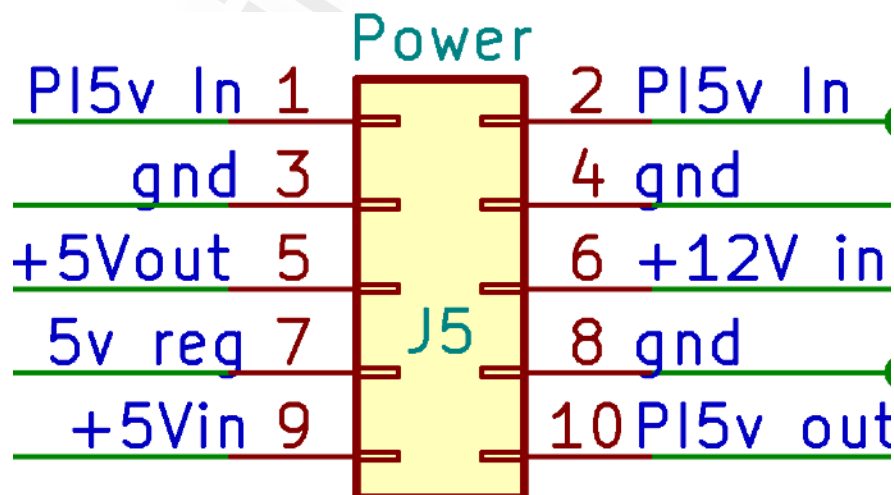 Power
PI5v In 1 2 PI5v In
gnd 3 4 gnd
+5Vout 5 6 +12V in
J5
5v reg 7 8 gnd
+5Vin 9 10 PI5v out